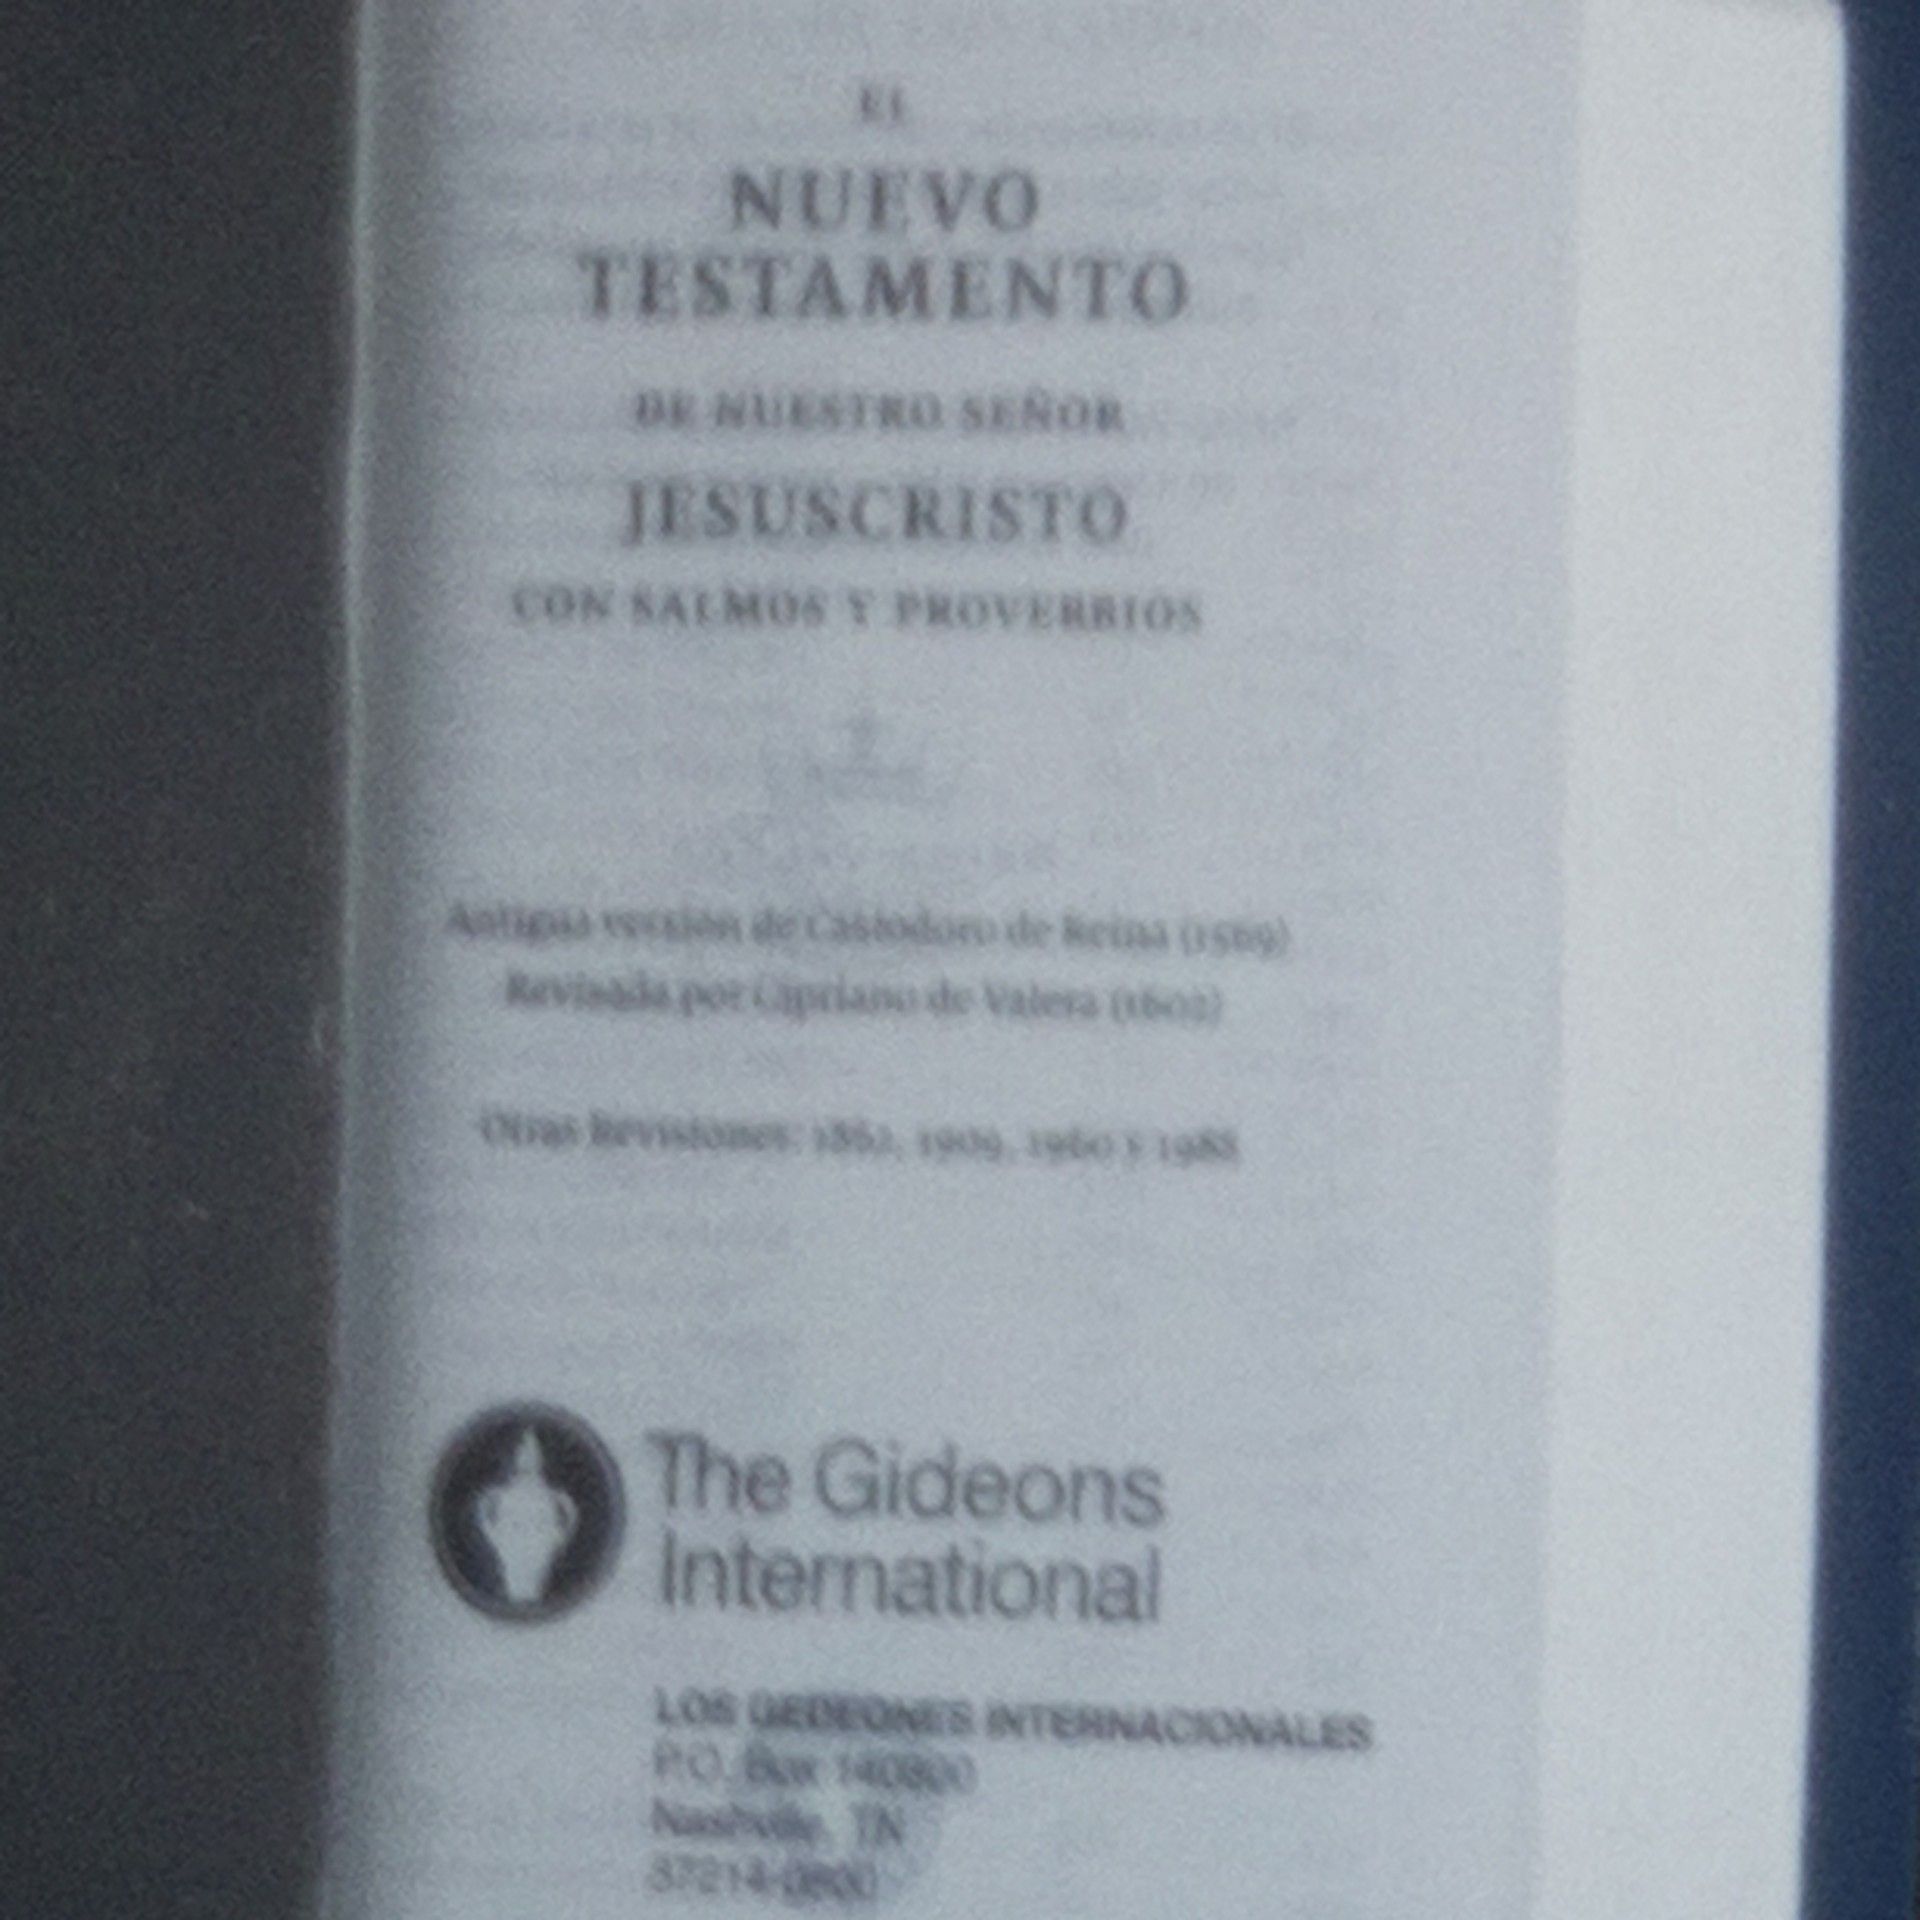 EL
NUEVO
TESTAMENTO
DE NUESTRO SEÑOR
JESUSCRISTO
CON SALMOS Y PROVERBIOS
Antigua versión de Casiodoro de Reina (1569)
Revisada por Cipriano de Valera (1602)
Otras Revisiones: 1862, 1909, 1960 y 1988
The Gideons
International
LOS GEDEONES INTERNACIONALES
P.O. Box 140800
Nashville, TN
37214-0800